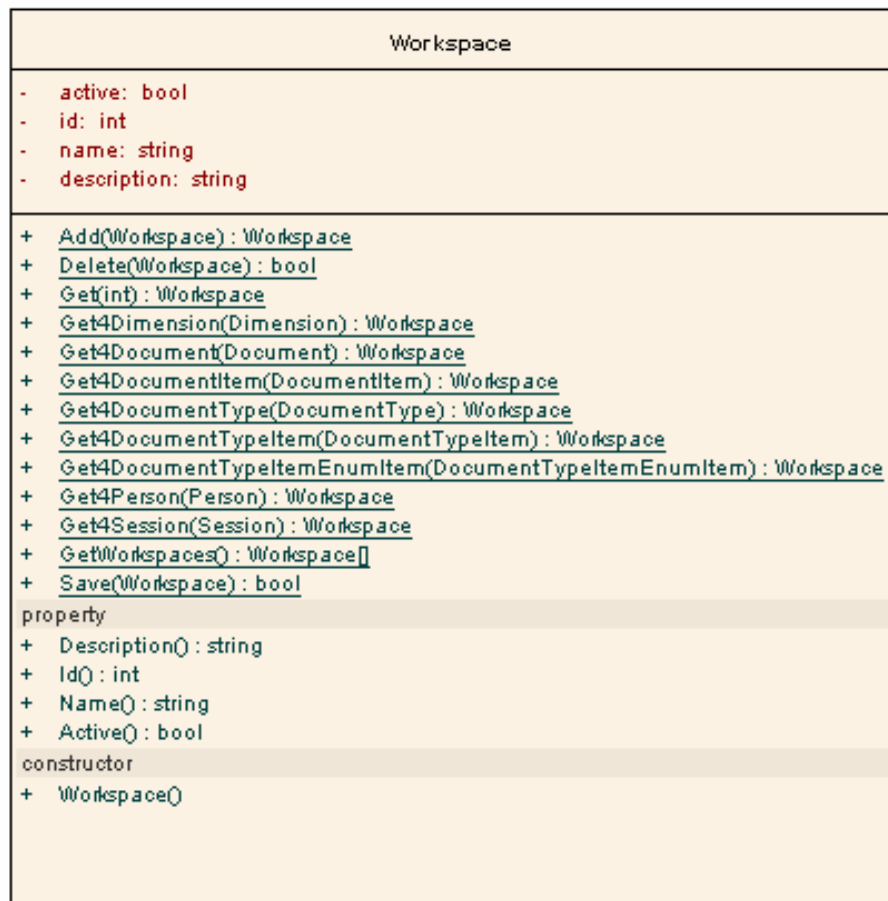 Workspace
- active: bool
- id: int
- name: string
- description: string
+ Add(Workspace) : Workspace
+ Delete(Workspace) : bool
+ Get(int) : Workspace
+ Get4Dimension(Dimension) : Workspace
+ Get4Document(Document) : Workspace
+ Get4DocumentItem(DocumentItem) : Workspace
+ Get4DocumentType(DocumentType) : Workspace
+ Get4DocumentTypeItem(DocumentTypeItem) : Workspace
+ Get4DocumentTypeItemEnumItem(DocumentTypeItemEnumItem) : Workspace
+ Get4Person(Person) : Workspace
+ Get4Session(Session) : Workspace
+ GetWorkspaces() : Workspace[]
+ Save(Workspace) : bool
property
+ Description() : string
+ Id() : int
+ Name() : string
+ Active() : bool
constructor
+ Workspace()